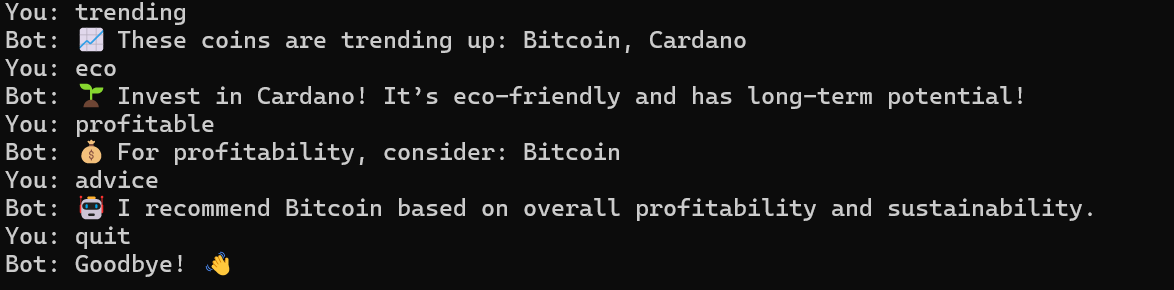 You: trending
Bot: 📈 These coins are trending up: Bitcoin, Cardano
You: eco
Bot: 🌱 Invest in Cardano! It’s eco-friendly and has long-term potential!
You: profitable
Bot: 💰 For profitability, consider: Bitcoin
You: advice
Bot: 🤖 I recommend Bitcoin based on overall profitability and sustainability.
You: quit
Bot: Goodbye! 👋